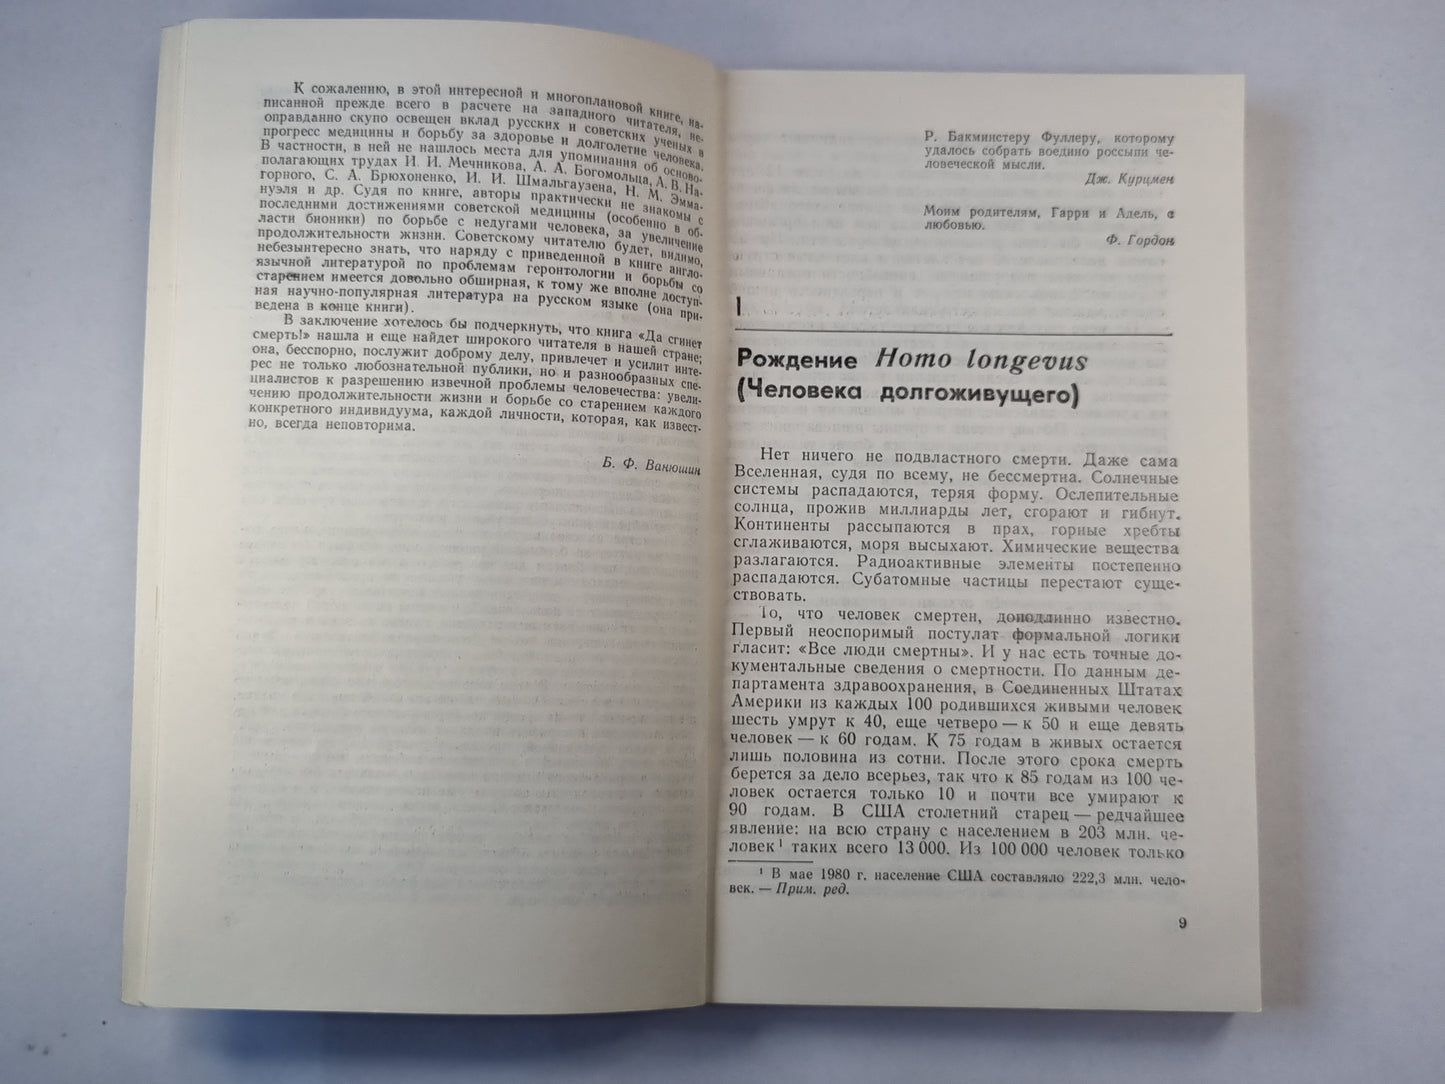 К сожалению, в этой интересной и многоплановой книге, на-
писанной прежде всего в расчете на западного читателя, не-
оправданно скупо освещен вклад русских и советских ученых в
прогресс медицины и борьбу за здоровье и долголетие человека.
В частности, в ней не нашлось места для упоминания об осново-
полагающих трудах И. И. Мечникова, А. А. Богомольца, А. В. На-
горного, С. А. Брюхоненко, И. И. Шмальгаузена, Н. М. Эмма-
нуэля и др. Судя по книге, авторы практически не знакомы с
последними достижениями советской медицины (особенно в об-
ласти бионики) по борьбе с недугами человека, за увеличение
продолжительности жизни. Советскому читателю будет, видимо,
небезынтересно знать, что наряду с приведенной в книге англо-
язычной литературой по проблемам геронтологии и борьбы со
старением имеется довольно обширная, к тому же вполне доступ-
ная научно-популярная литература на русском языке (она при-
ведена в конце книги).
В заключение хотелось бы подчеркнуть, что книга «Да сгинет
смерть!» нашла и еще найдет широкого читателя в нашей стране;
она, бесспорно, послужит доброму делу, привлечет и усилит инте-
рес не только любознательной публики, но и разнообразных спе-
циалистов к разрешению извечной проблемы человечества: увели-
чению продолжительности жизни и борьбе со старением каждого
конкретного индивидуума, каждой личности, которая, как извест-
но, всегда неповторима.
Б. Ф. Ванюшин
Р. Бакминстеру Фуллеру, которому
удалось собрать воедино россыпи че-
ловеческой мысли.
Дж. Курцмен
Моим родителям, Гарри и Адель, с
любовью.
Ф. Гордон
I
Рождение Homo longevus
(Человека долгоживущего)
Нет ничего не подвластного смерти. Даже сама
Вселенная, судя по всему, не бессмертна. Солнечные
системы распадаются, теряя форму. Ослепительные
солнца, прожив миллиарды лет, сгорают и гибнут.
Континенты рассыпаются в прах, горные хребты
сглаживаются, моря высыхают. Химические вещества
разлагаются. Радиоактивные элементы постепенно
распадаются. Субатомные частицы перестают суще-
ствовать.
То, что человек смертен, доподлинно известно.
Первый неоспоримый постулат формальной логики
гласит: «Все люди смертны». И у нас есть точные до-
кументальные сведения о смертности. По данным де-
партамента здравоохранения, в Соединенных Штатах
Америки из каждых 100 родившихся живыми человек
шесть умрут к 40, еще четверо — к 50 и еще девять
человек — к 60 годам. К 75 годам в живых остается
лишь половина из сотни. После этого срока смерть
берется за дело всерьез, так что к 85 годам из 100 че-
ловек остается только 10 и почти все умирают к
90 годам. В США столетний старец — редчайшее
явление: на всю страну с населением в 203 млн. че-
ловек¹ таких всего 13 000. Из 100 000 человек только
¹ В мае 1980 г. население США составляло 222,3 млн. чело-
век. — Прим. ред.
9